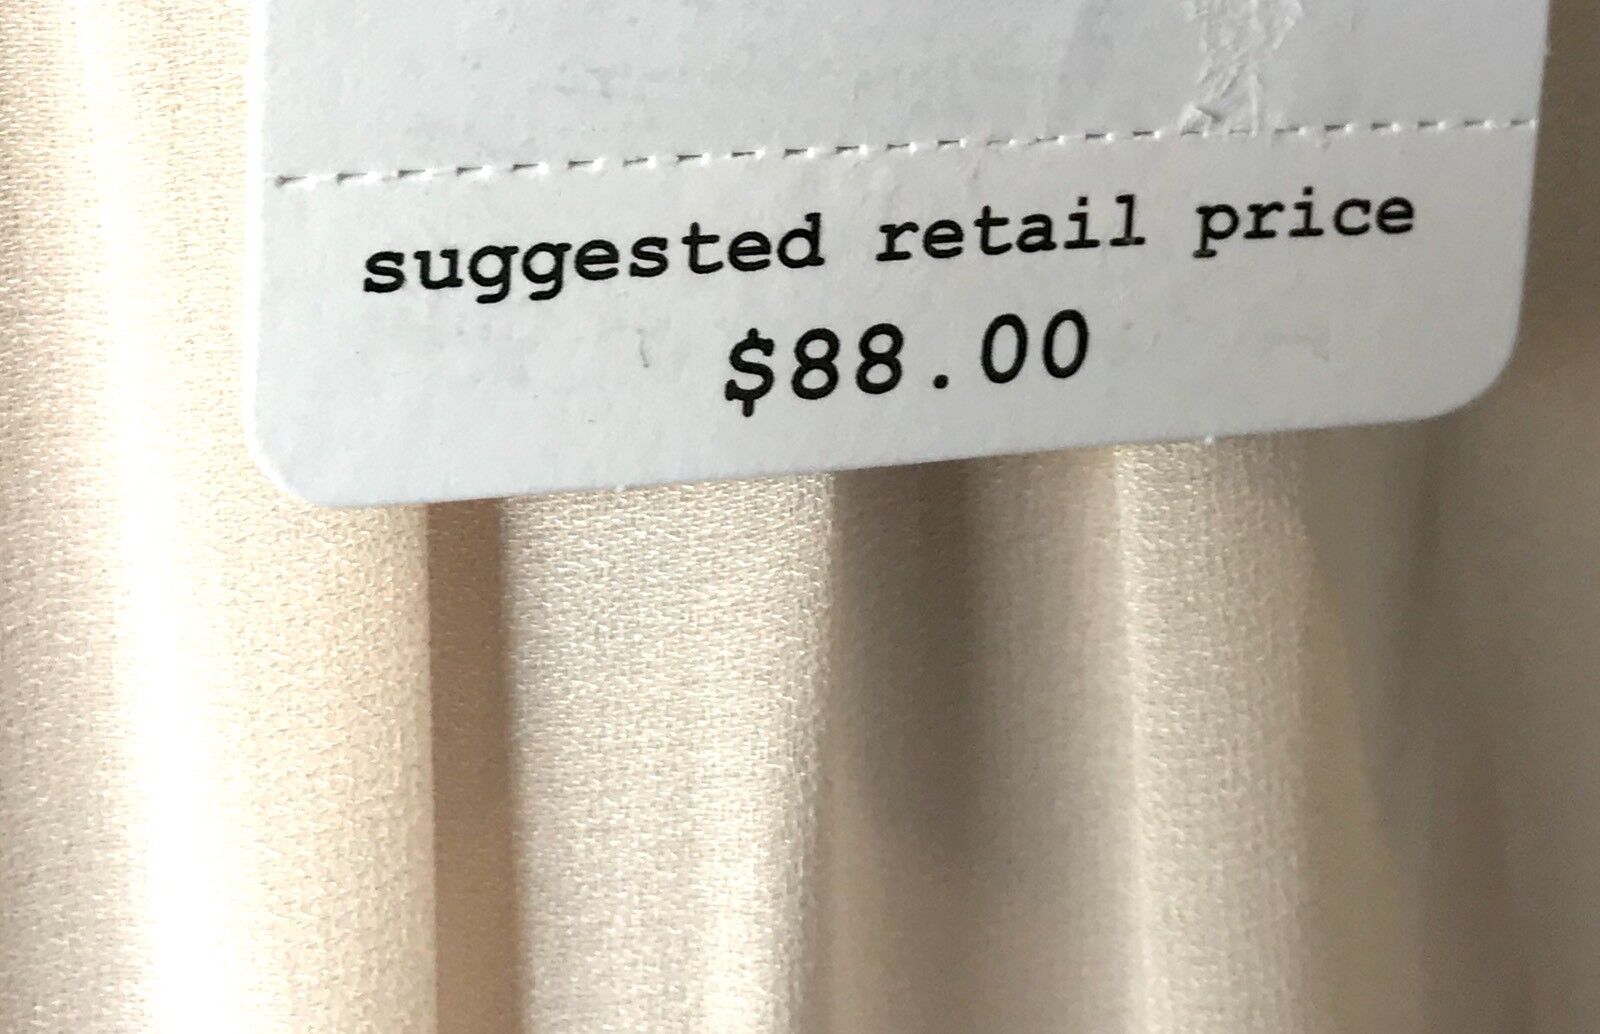 suggested retail price
$88.00